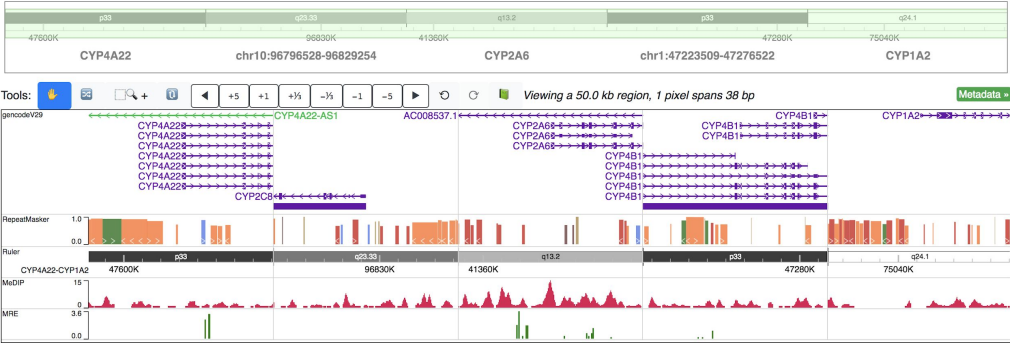 p33 q23.33 q13.2 p33 q24.1
47600K 96830K 41360K 47280K 75040K
CYP4A22 chr10:96796528-96829254 CYP2A6 chr1:47223509-47276522 CYP1A2
Tools: + ◀ +5 +1 +⅓ -⅓ -1 -5 ▶ Viewing a 50.0 kb region, 1 pixel spans 38 bp Metadata »
gencodeV29 CYP4A22-AS1 AC008537.1 CYP4B1 CYP1A2
CYP4A22 CYP2A6 CYP4B1
CYP4A22 CYP2A6 CYP4B1
CYP4A22 CYP2A6
CYP4A22 CYP4B1
CYP4A22 CYP4B1
CYP4A22 CYP4B1
CYP4A22 CYP4B1
CYP2C8 CYP4B1
RepeatMasker 1.0
0.0
Ruler p33 q23.33 q13.2 p33 q24.1
CYP4A22-CYP1A2 47600K 96830K 41360K 47280K 75040K
MeDIP 15
0.0
MRE 3.6
0.0